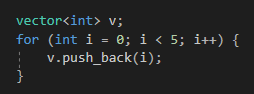 vector<int> v;
for (int i = 0; i < 5; i++) {
    v.push_back(i);
}